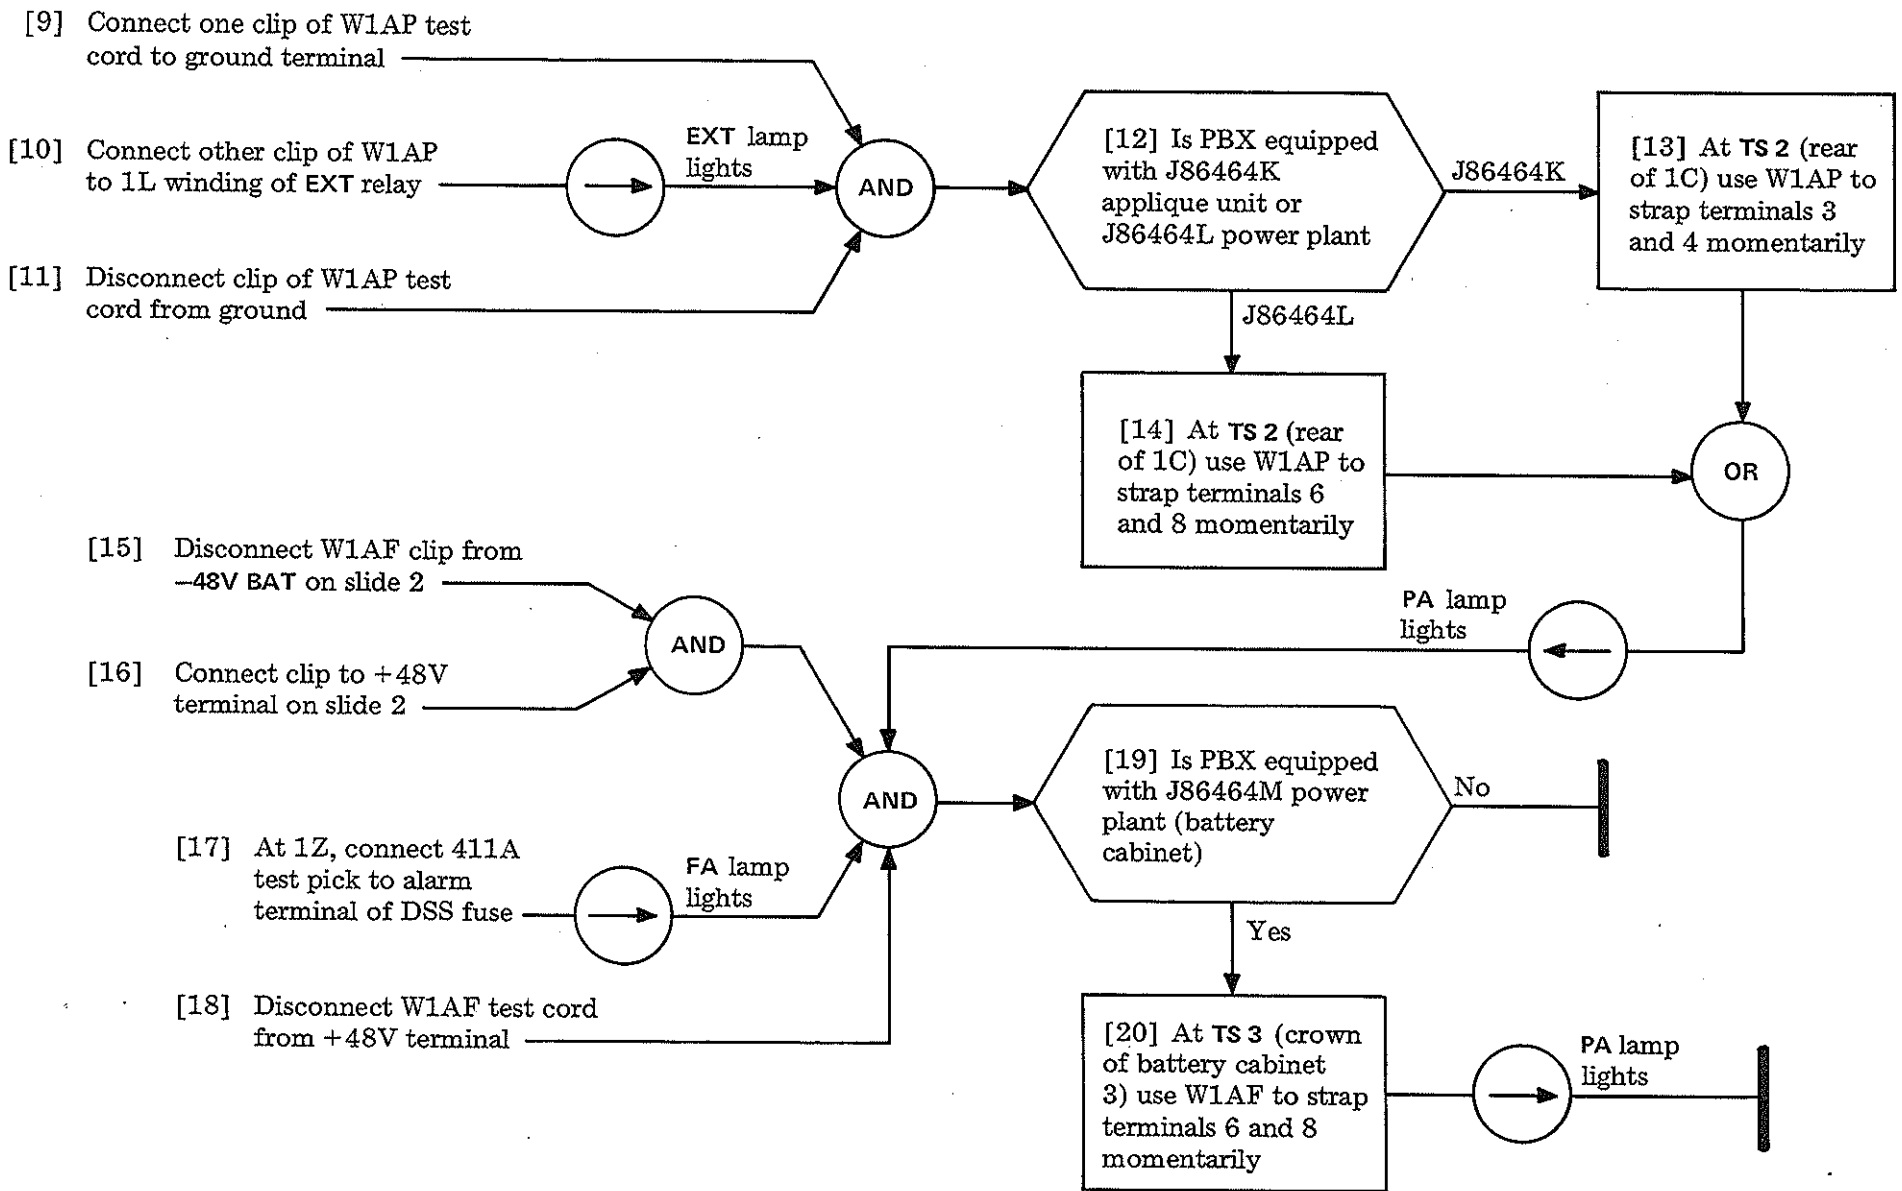 [9] Connect one clip of W1AP test
cord to ground terminal
[10] Connect other clip of W1AP
to 1L winding of EXT relay
EXT lamp
lights
[11] Disconnect clip of W1AP test
cord from ground
AND
[12] Is PBX equipped
with J86464K
applique unit or
J86464L power plant
J86464K
[13] At TS 2 (rear
of 1C) use W1AP to
strap terminals 3
and 4 momentarily
J86464L
[14] At TS 2 (rear
of 1C) use W1AP to
strap terminals 6
and 8 momentarily
OR
PA lamp
lights
[15] Disconnect W1AF clip from
−48V BAT on slide 2
[16] Connect clip to +48V
terminal on slide 2
AND
[17] At 1Z, connect 411A
test pick to alarm
terminal of DSS fuse
FA lamp
lights
[18] Disconnect W1AF test cord
from +48V terminal
AND
[19] Is PBX equipped
with J86464M power
plant (battery
cabinet)
No
Yes
[20] At TS 3 (crown
of battery cabinet
3) use W1AF to strap
terminals 6 and 8
momentarily
PA lamp
lights